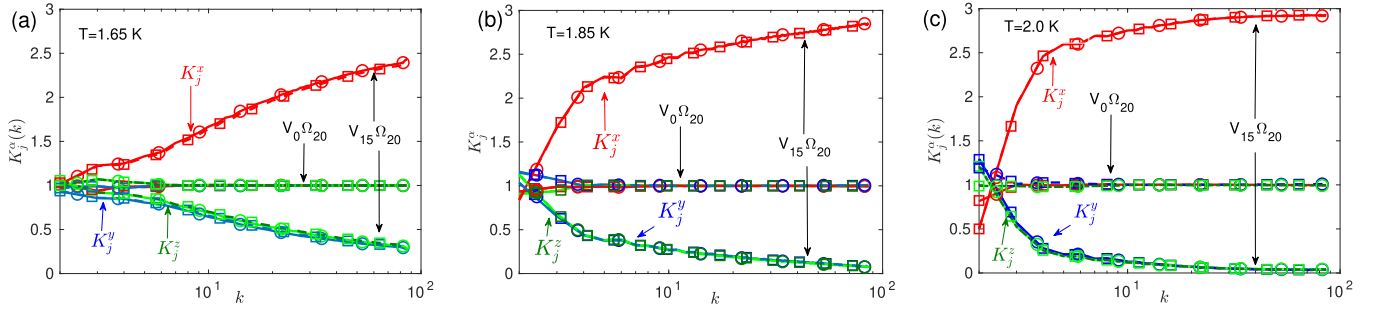 (a)
T=1.65 K
K_j^α(k)
3
2.5
2
1.5
1
0.5
0
K_j^x
V_0Ω_20
V_15Ω_20
K_j^y
K_j^z
10^1
k
10^2
(b)
T=1.85 K
K_j^α
3
2.5
2
1.5
1
0.5
0
K_j^x
V_0Ω_20
V_15Ω_20
K_j^y
K_j^z
10^1
k
10^2
(c)
T=2.0 K
K_j^α(k)
3
2.5
2
1.5
1
0.5
0
K_j^x
V_0Ω_20
V_15Ω_20
K_j^y
K_j^z
10^1
k
10^2